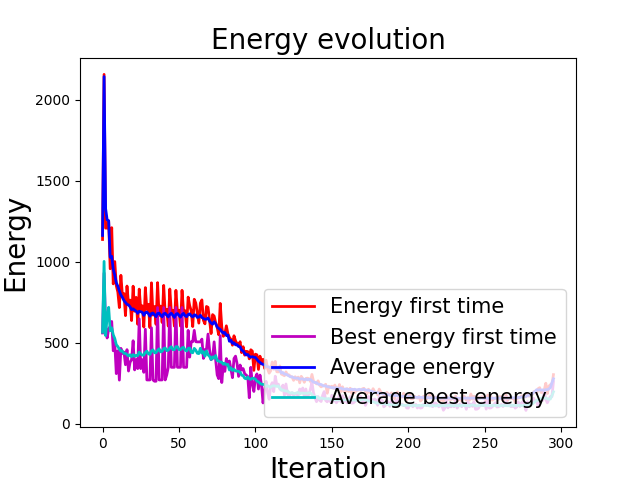 Energy evolution
Energy
2000
1500
1000
500
0
0 50 100 150 200 250 300
Iteration
Energy first time
Best energy first time
Average energy
Average best energy